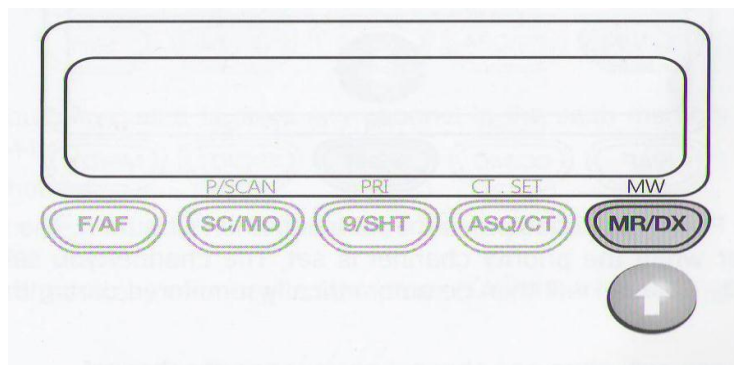 P/SCAN PRI CT . SET MW
F/AF SC/MO 9/SHT ASQ/CT MR/DX